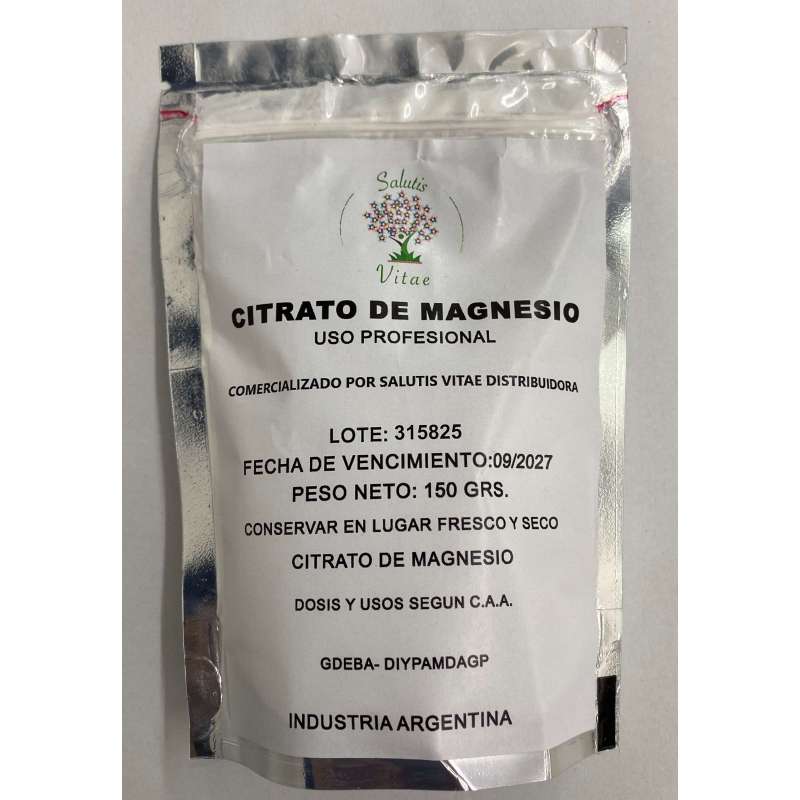 Salutis
Vitae
CITRATO DE MAGNESIO
USO PROFESIONAL
COMERCIALIZADO POR SALUTIS VITAE DISTRIBUIDORA
LOTE: 315825
FECHA DE VENCIMIENTO:09/2027
PESO NETO: 150 GRS.
CONSERVAR EN LUGAR FRESCO Y SECO
CITRATO DE MAGNESIO
DOSIS Y USOS SEGUN C.A.A.
GDEBA- DIYPAMDAGP
INDUSTRIA ARGENTINA